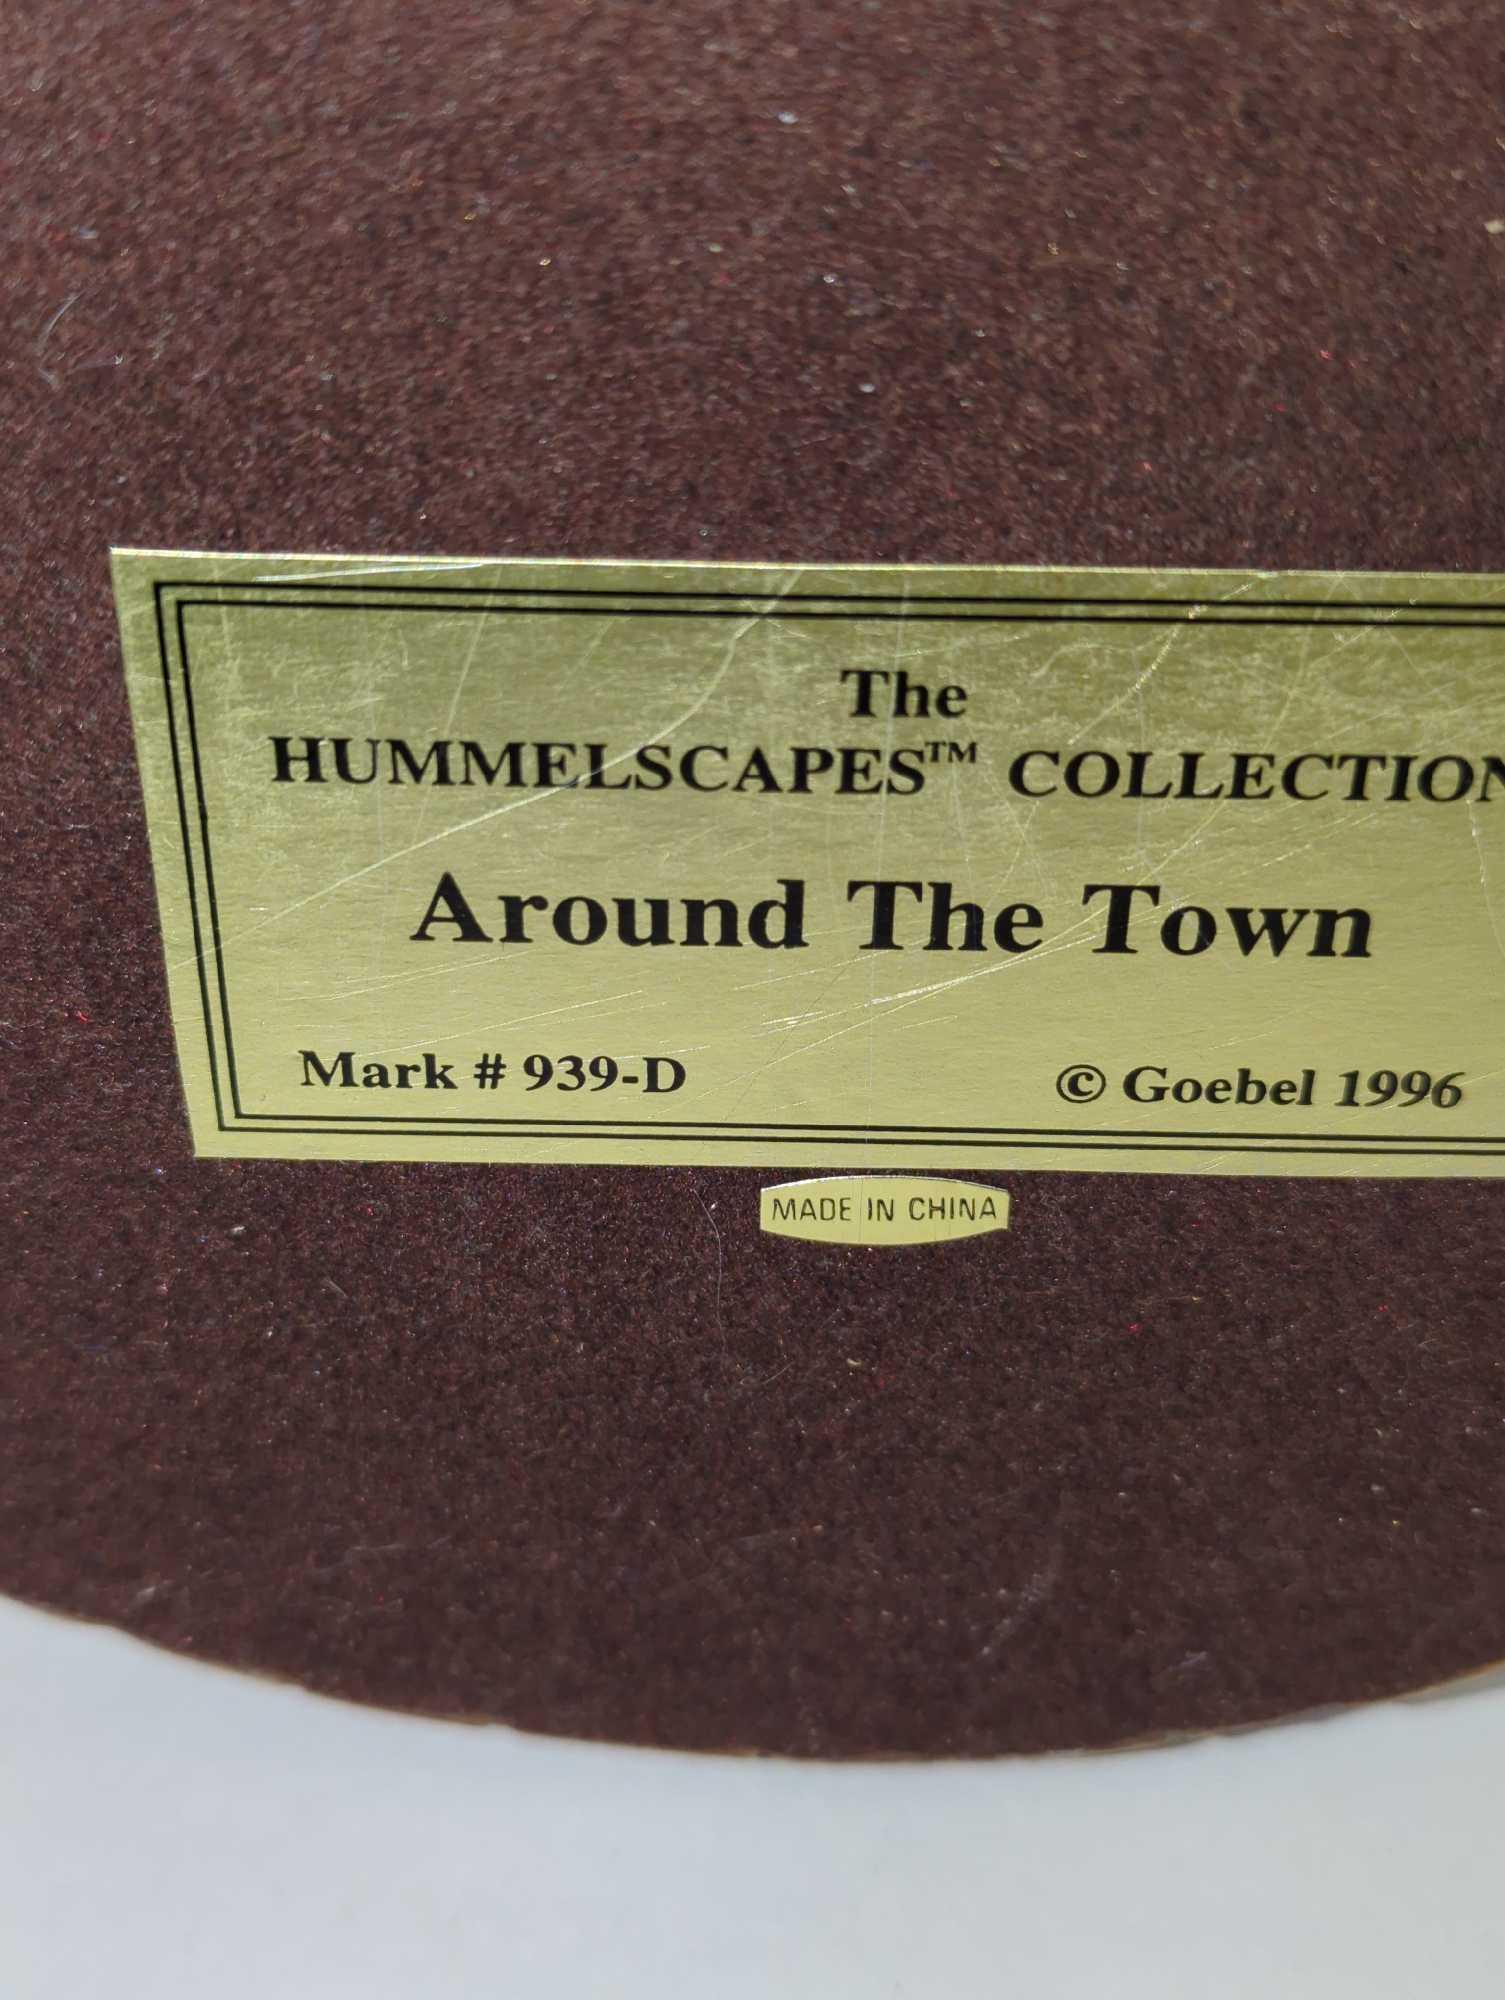 The
HUMMELSCAPES™ COLLECTION
Around The Town
Mark # 939-D
© Goebel 1996
MADE IN CHINA